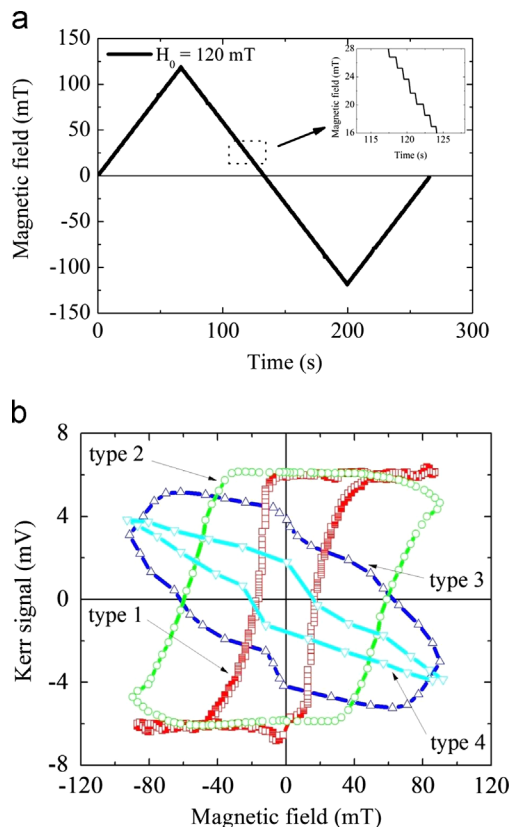 a
H₀ = 120 mT
Magnetic field (mT)
150
100
50
0
-50
-100
-150
0
100
200
300
Time (s)
Magnetic field (mT)
28
24
20
16
115
120
125
Time (s)
b
type 2
type 3
type 1
type 4
Kerr signal (mV)
8
4
0
-4
-8
-120
-80
-40
0
40
80
120
Magnetic field (mT)